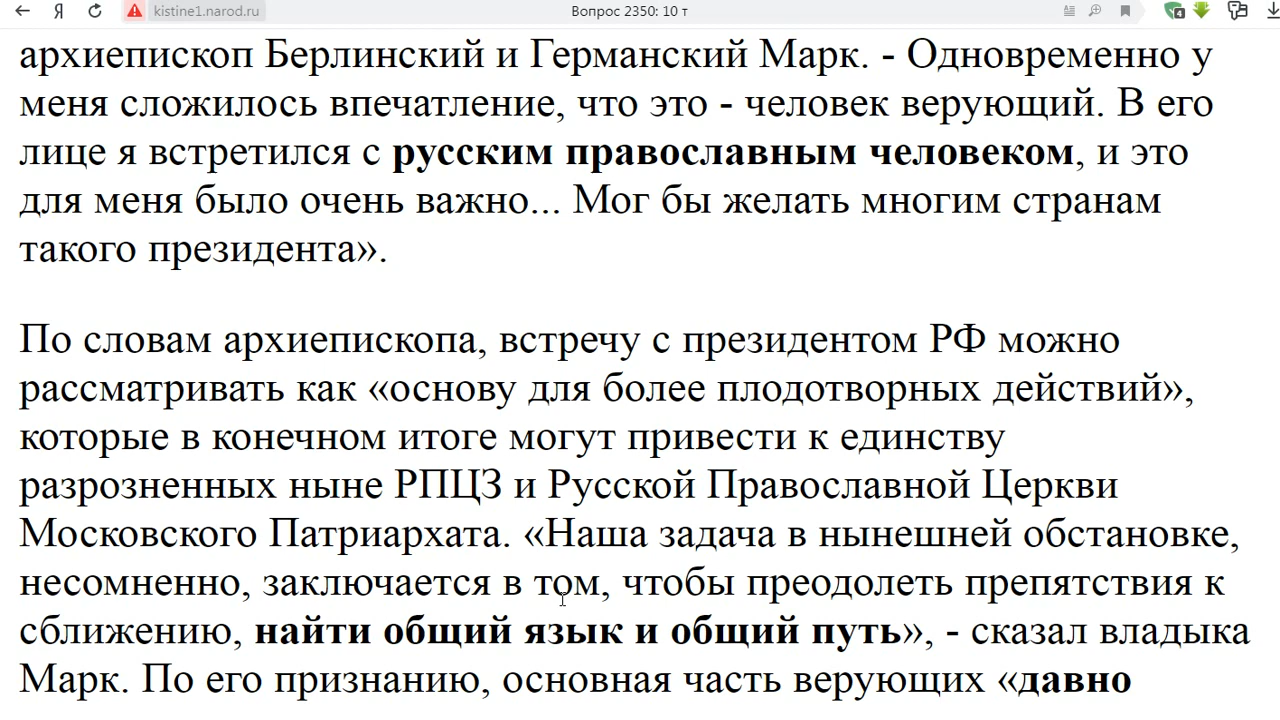 Я
kistine1.narod.ru
Вопрос 2350: 10 т
4
архиепископ Берлинский и Германский Марк. - Одновременно у
меня сложилось впечатление, что это - человек верующий. В его
лице я встретился с русским православным человеком, и это
для меня было очень важно... Мог бы желать многим странам
такого президента».
По словам архиепископа, встречу с президентом РФ можно
рассматривать как «основу для более плодотворных действий»,
которые в конечном итоге могут привести к единству
разрозненных ныне РПЦЗ и Русской Православной Церкви
Московского Патриархата. «Наша задача в нынешней обстановке,
несомненно, заключается в том, чтобы преодолеть препятствия к
сближению, найти общий язык и общий путь», - сказал владыка
Марк. По его признанию, основная часть верующих «давно